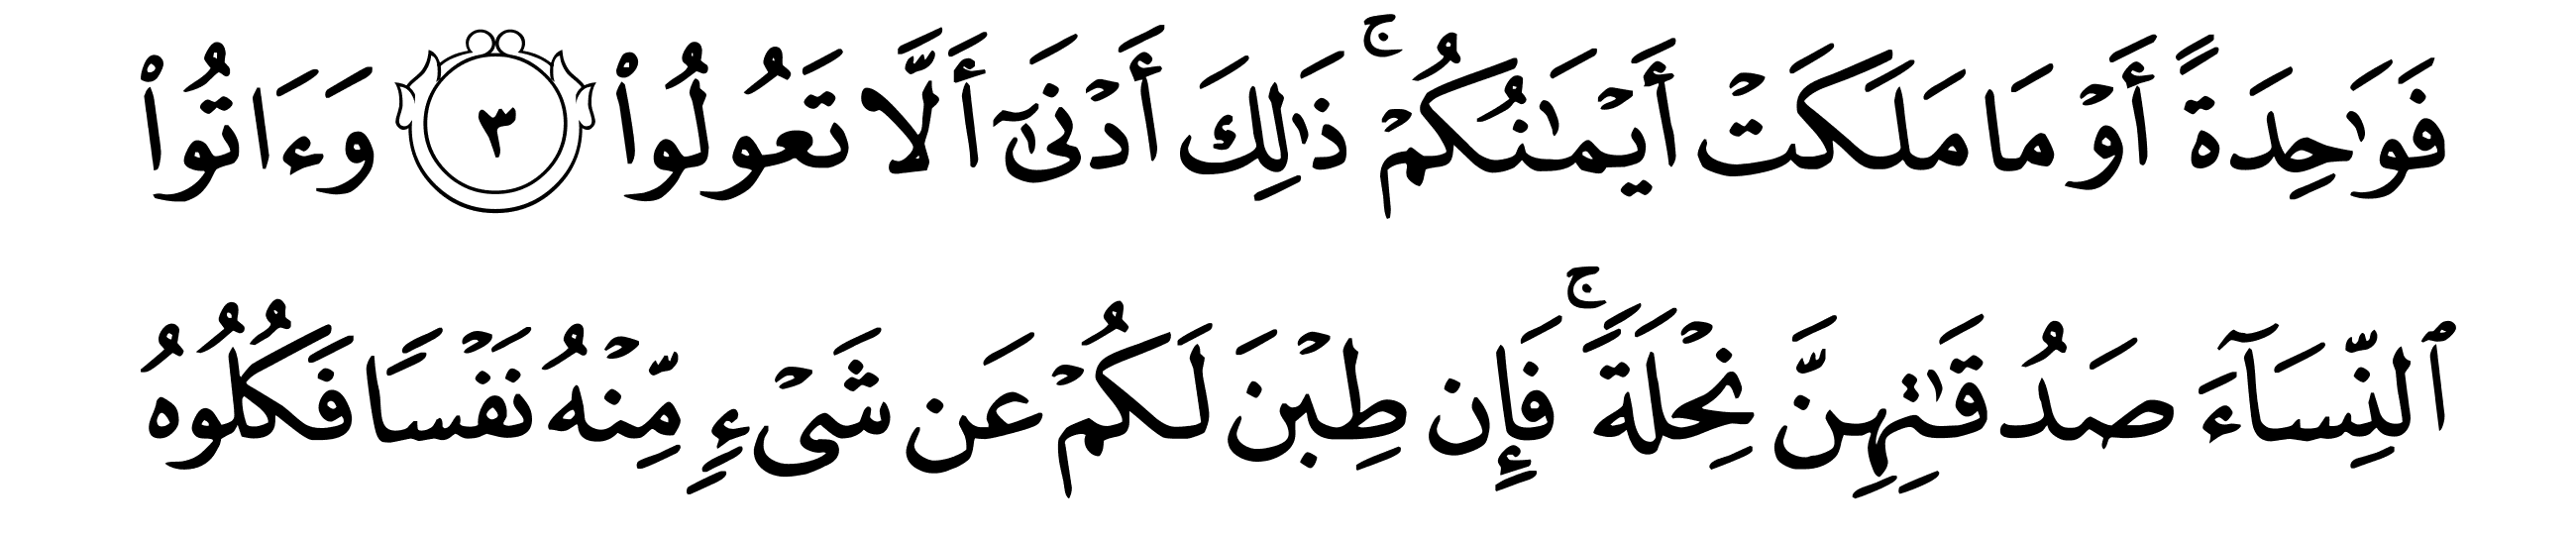 فَوَٰحِدَةً أَوۡ مَا مَلَكَتۡ أَيۡمَٰنُكُمۡۚ ذَٰلِكَ أَدۡنَىٰٓ أَلَّا تَعُولُواْ ٣ وَءَاتُواْ
ٱلنِّسَآءَ صَدُقَٰتِهِنَّ نِحۡلَةٗۚ فَإِن طِبۡنَ لَكُمۡ عَن شَيۡءٖ مِّنۡهُ نَفۡسٗا فَكُلُوهُ